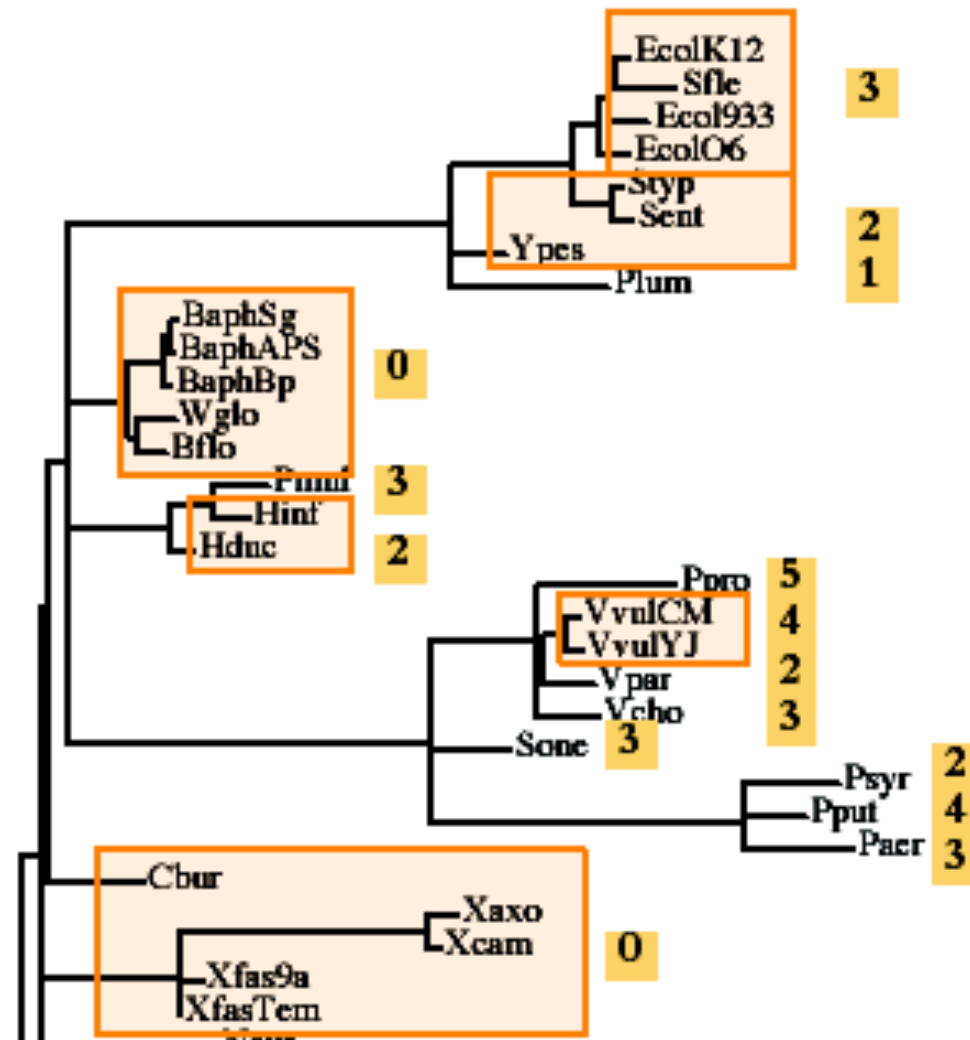 EcolK12
Sfle
3
Ecol933
EcolO6
Styp
Sent
2
Ypes
1
Plum
BaphSg
BaphAPS
0
BaphBp
Wglo
Bflo
3
Hinf
Hduc
2
Ppro
5
VvulCM
4
VvulYJ
Vpar
2
Vcho
3
Sone
3
Psyr
2
Pput
4
Paer
3
Cbur
Xaxo
Xcam
0
Xfas9a
XfasTem